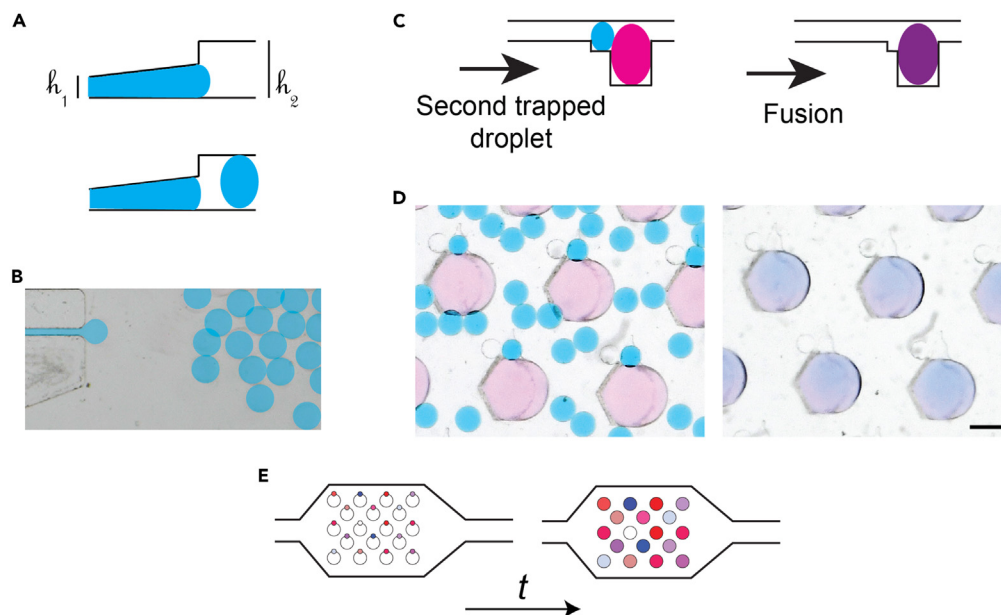 A
h₁
h₂
B
C
Second trapped
droplet
Fusion
D
E
t